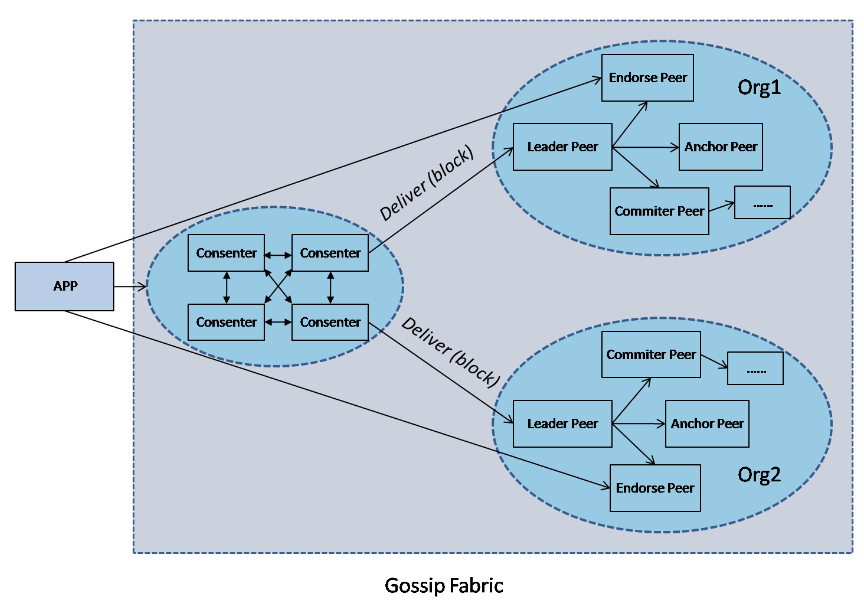 Endorse Peer
Org1
Leader Peer
Anchor Peer
Deliver (block)
Commiter Peer
......
Consenter
Consenter
APP
Consenter
Consenter
Deliver (block)
Commiter Peer
......
Leader Peer
Anchor Peer
Org2
Endorse Peer
Gossip Fabric